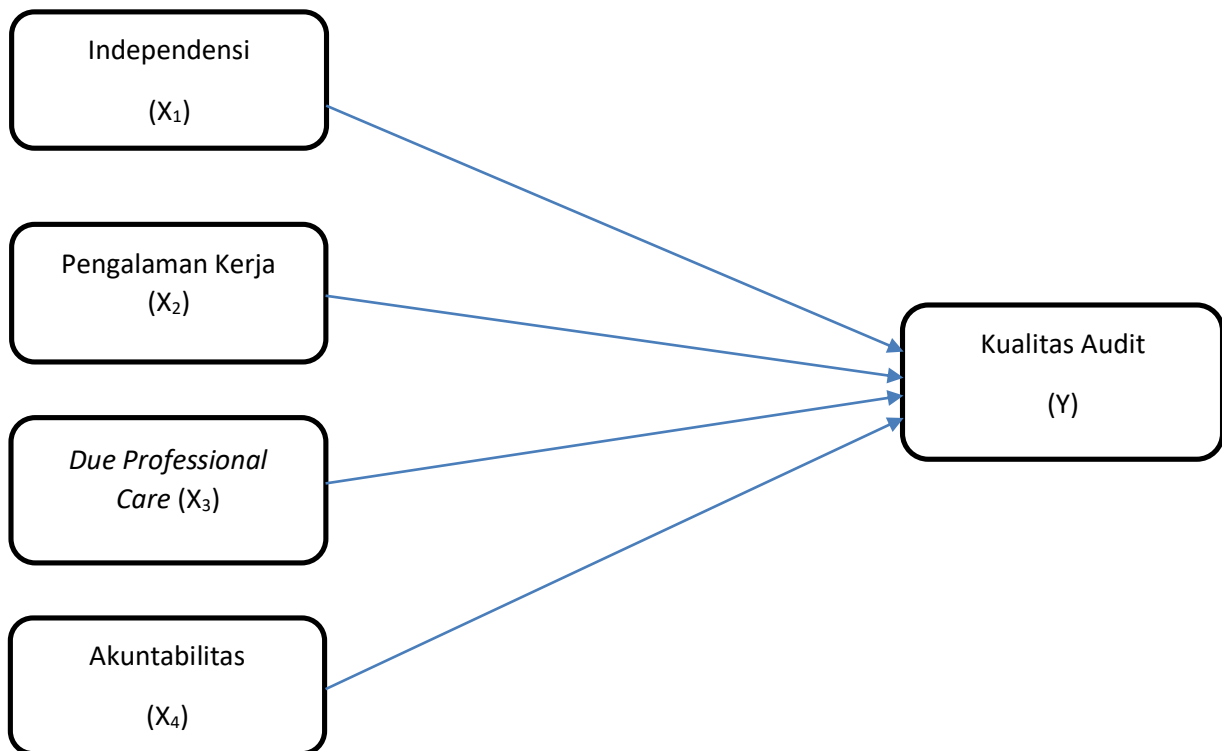 Independensi
(X₁)
Pengalaman Kerja
(X₂)
Due Professional
Care (X₃)
Akuntabilitas
(X₄)
Kualitas Audit
(Y)